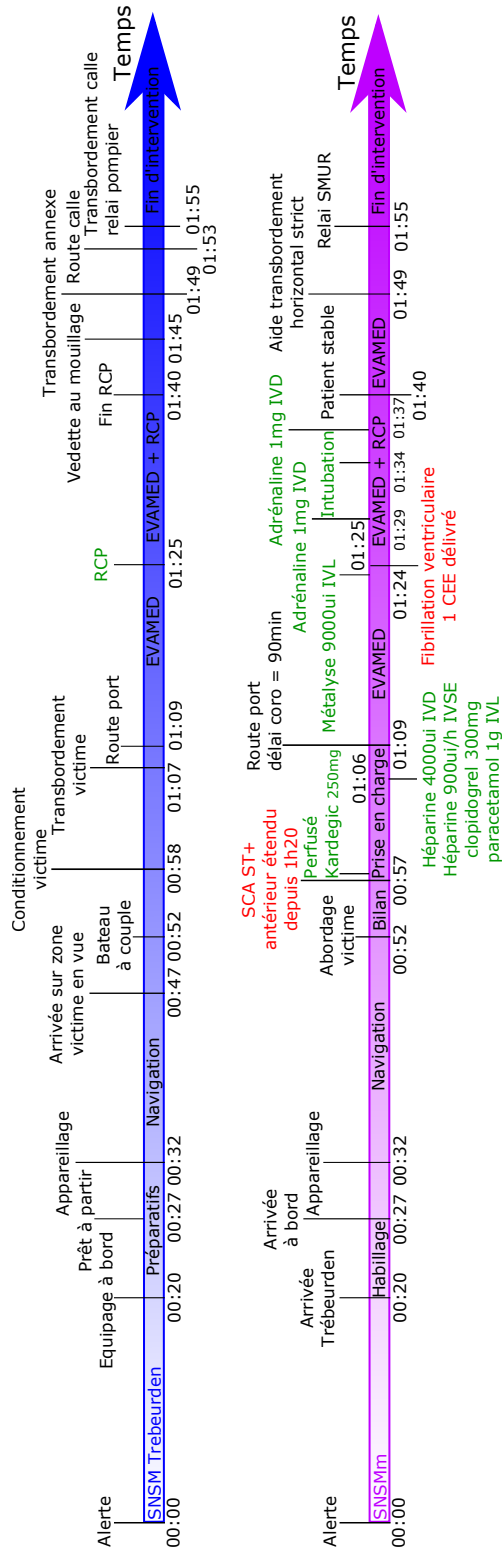 Alerte
Equipage à bord
Prêt à partir
Appareillage
Arrivée sur zone
victime en vue
Bateau
à couple
Conditionnement
victime
Transbordement
victime
Route port
RCP
Fin RCP
Vedette au mouillage
Transbordement annexe
Route calle
Transbordement calle
relai pompier
Temps
SNSM Trebeurden
Préparatifs
Navigation
EVAMED
EVAMED + RCP
Fin d'intervention
00:00
00:20
00:27
00:32
00:47
00:52
00:58
01:07
01:09
01:25
01:40
01:45
01:49
01:53
01:55
Alerte
Arrivée
Trébeurden
Arrivée
à bord
Appareillage
Abordage
victime
SCA ST+
antérieur étendu
depuis 1h20
Perfusé
Kardegic 250mg
01:06
Route port
délai coro = 90min
Métalyse 9000ui IVL
01:25
Adrénaline 1mg IVD
Intubation
Adrénaline 1mg IVD
Patient stable
Aide transbordement
horizontal strict
Relai SMUR
Temps
SNSMm
Habillage
Navigation
Bilan
Prise en charge
EVAMED
EVAMED + RCP
EVAMED
Fin d'intervention
00:00
00:20
00:27
00:32
00:52
00:57
01:09
01:24
01:29
01:34
01:37
01:40
01:49
01:55
Héparine 4000ui IVD
Héparine 900ui/h IVSE
clopidogrel 300mg
paracetamol 1g IVL
Fibrillation ventriculaire
1 CEE délivré